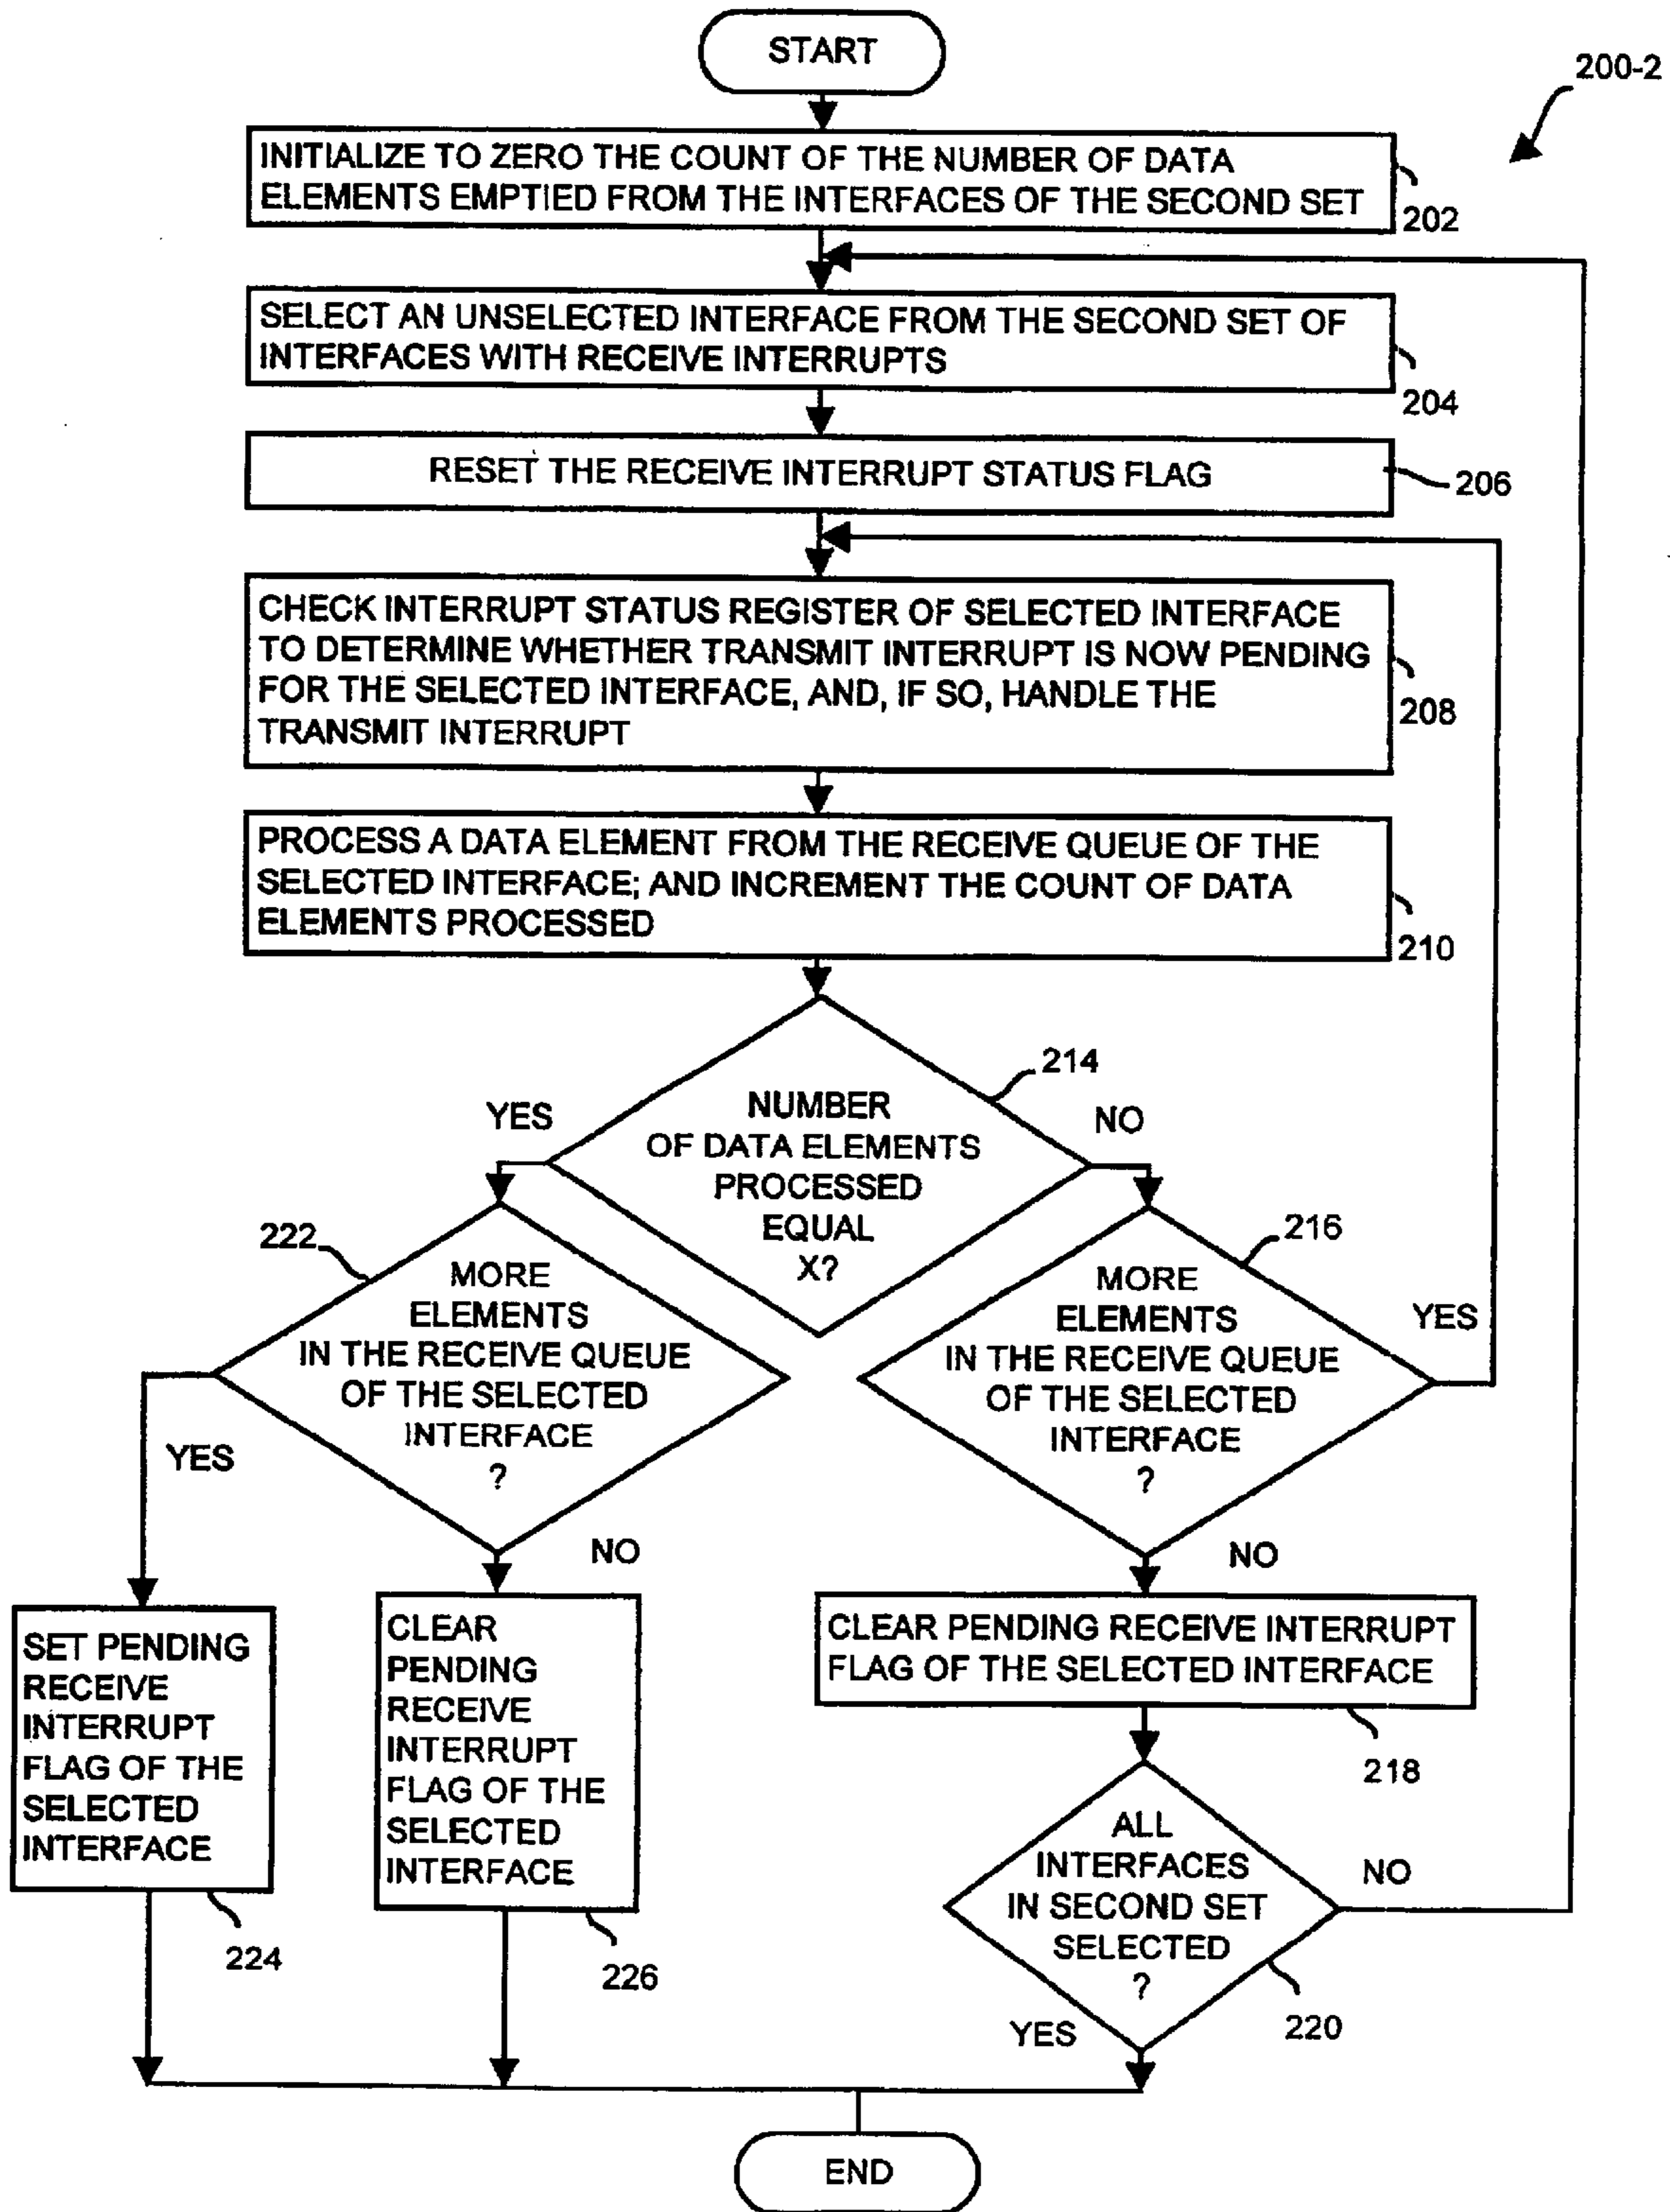 START
200-2
INITIALIZE TO ZERO THE COUNT OF THE NUMBER OF DATA
ELEMENTS EMPTIED FROM THE INTERFACES OF THE SECOND SET
202
SELECT AN UNSELECTED INTERFACE FROM THE SECOND SET OF
INTERFACES WITH RECEIVE INTERRUPTS
204
RESET THE RECEIVE INTERRUPT STATUS FLAG
206
CHECK INTERRUPT STATUS REGISTER OF SELECTED INTERFACE
TO DETERMINE WHETHER TRANSMIT INTERRUPT IS NOW PENDING
FOR THE SELECTED INTERFACE, AND, IF SO, HANDLE THE
TRANSMIT INTERRUPT
208
PROCESS A DATA ELEMENT FROM THE RECEIVE QUEUE OF THE
SELECTED INTERFACE; AND INCREMENT THE COUNT OF DATA
ELEMENTS PROCESSED
210
214
YES
NUMBER
OF DATA ELEMENTS
PROCESSED
EQUAL
X?
NO
222
MORE
ELEMENTS
IN THE RECEIVE QUEUE
OF THE SELECTED
INTERFACE
?
YES
NO
216
MORE
ELEMENTS
IN THE RECEIVE QUEUE
OF THE SELECTED
INTERFACE
?
YES
NO
SET PENDING
RECEIVE
INTERRUPT
FLAG OF THE
SELECTED
INTERFACE
224
CLEAR
PENDING
RECEIVE
INTERRUPT
FLAG OF THE
SELECTED
INTERFACE
226
CLEAR PENDING RECEIVE INTERRUPT
FLAG OF THE SELECTED INTERFACE
218
ALL
INTERFACES
IN SECOND SET
SELECTED
?
NO
YES
220
END